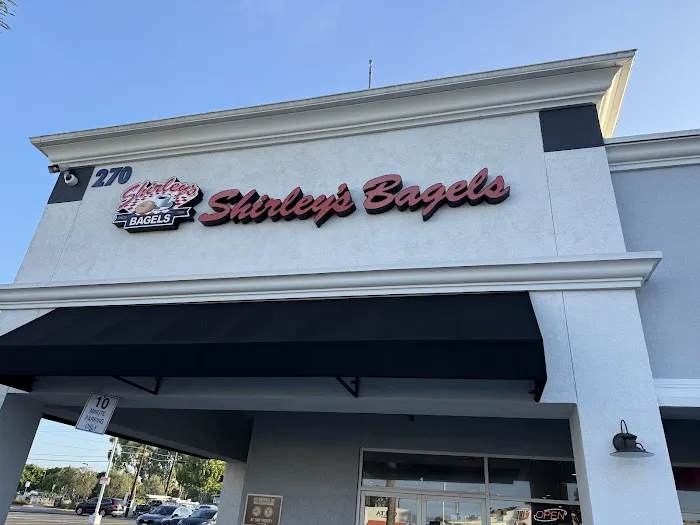 270
Shirley's
BAGELS
Shirley's Bagels
10
MINUTE
PARKING
ONLY
OPEN